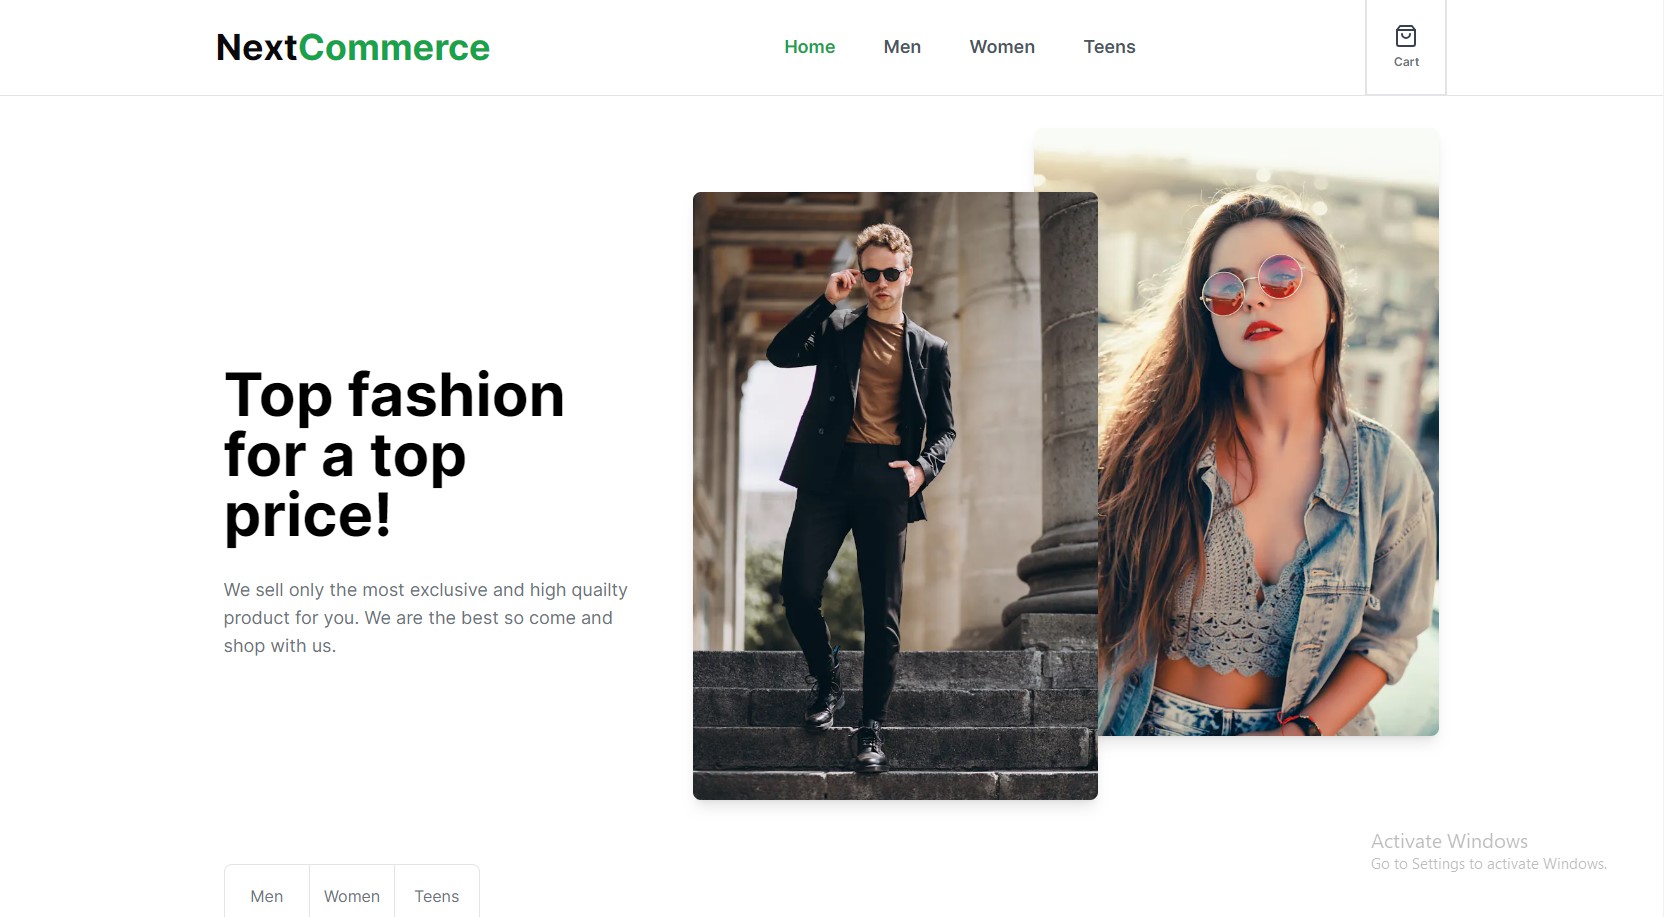 NextCommerce
Home Men Women Teens
Cart
Top fashion
for a top
price!
We sell only the most exclusive and high quailty
product for you. We are the best so come and
shop with us.
Activate Windows
Go to Settings to activate Windows.
Men Women Teens